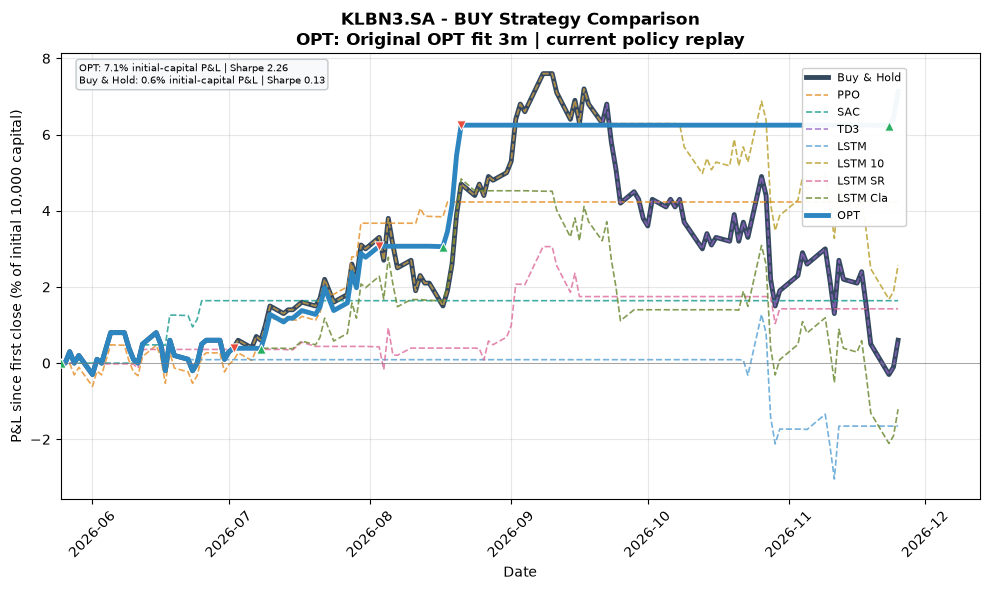 KLBN3.SA - BUY Strategy Comparison
OPT: Original OPT fit 3m | current policy replay
OPT: 7.1% initial-capital P&L | Sharpe 2.26
Buy & Hold: 0.6% initial-capital P&L | Sharpe 0.13
Buy & Hold
PPO
SAC
TD3
LSTM
LSTM 10
LSTM SR
LSTM Cla
OPT
P&L since first close (% of initial 10,000 capital)
8
6
4
2
0
−2
2026-06
2026-07
2026-08
2026-09
2026-10
2026-11
2026-12
Date